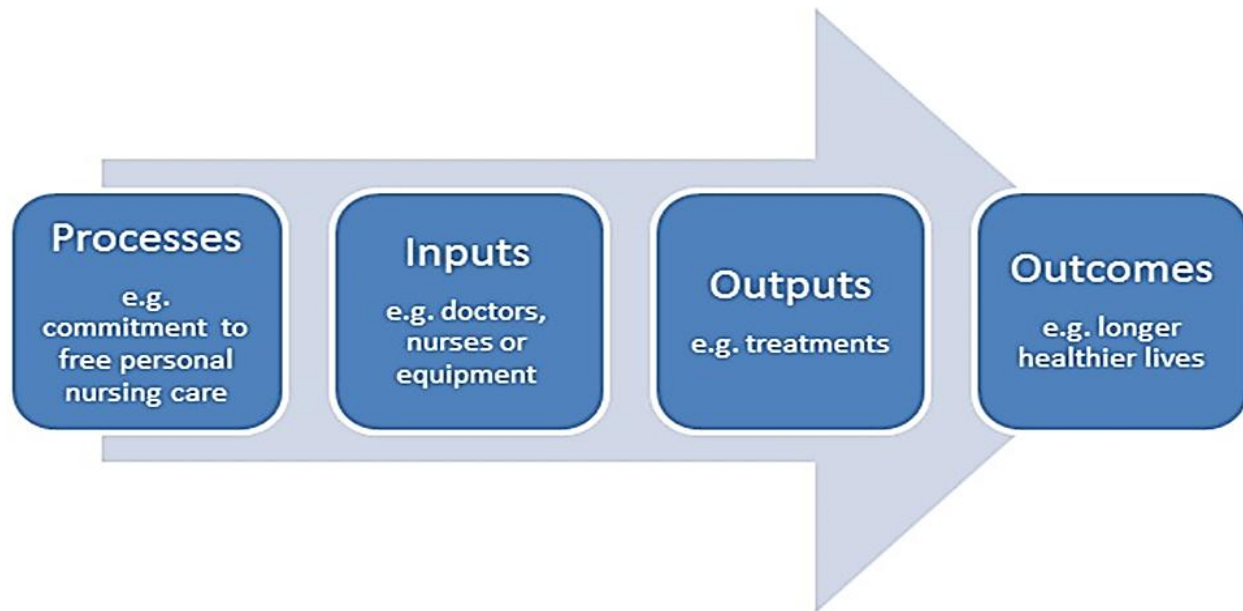 Processes
e.g.
commitment to
free personal
nursing care
Inputs
e.g. doctors,
nurses or
equipment
Outputs
e.g. treatments
Outcomes
e.g. longer
healthier lives